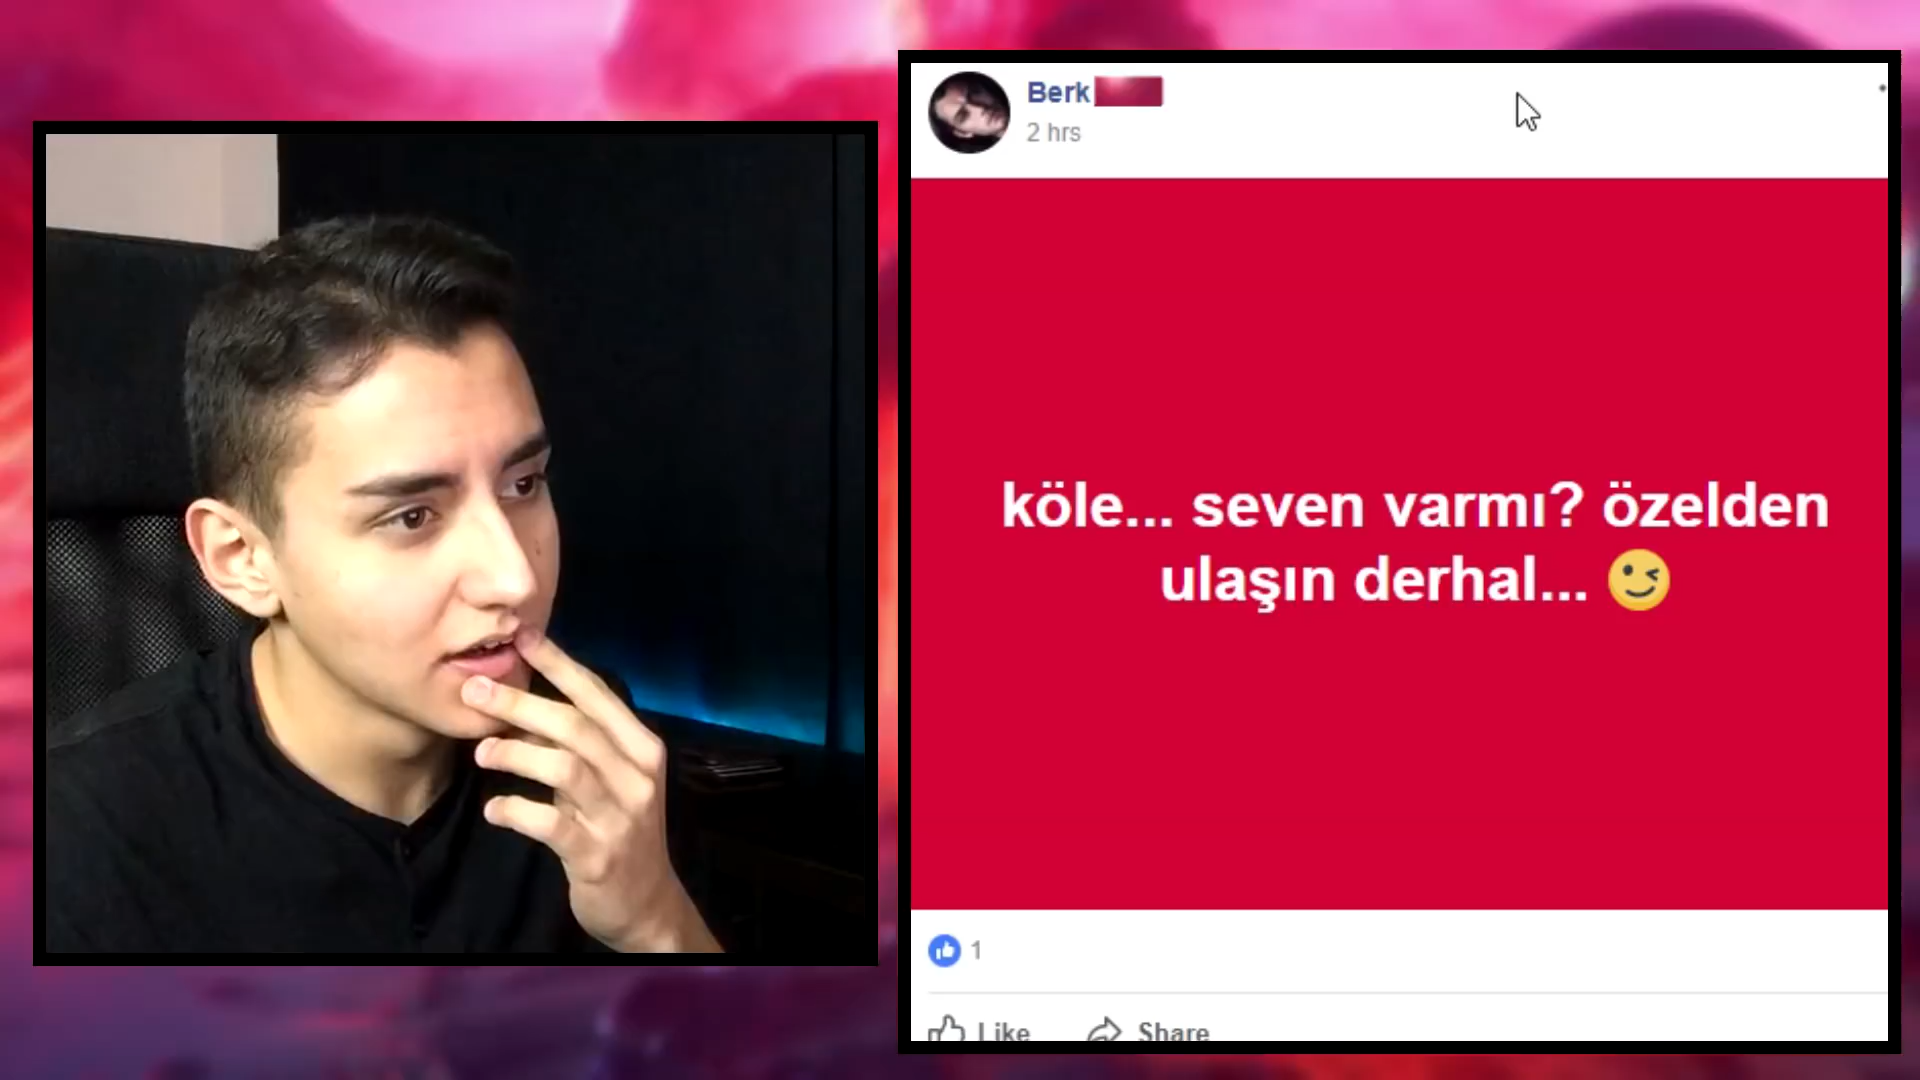 Berk
2 hrs
köle... seven varmı? özelden
ulaşın derhal... 😉
1
Like Share